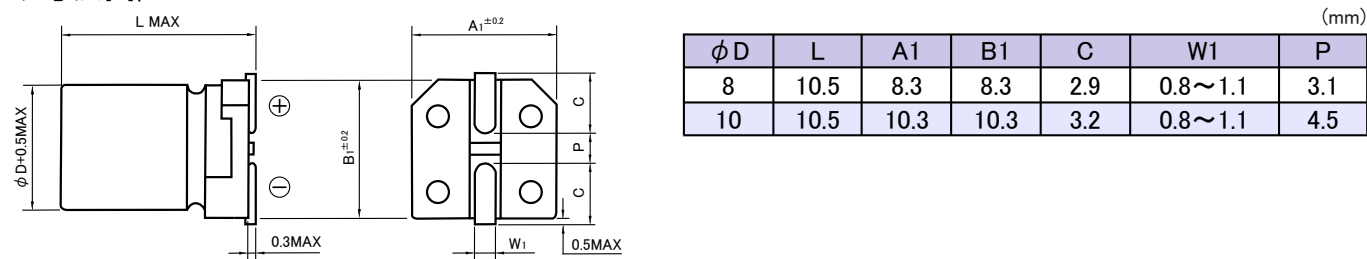 L MAX
A1±0.2
φD+0.5MAX
⊕
⊖
B1±0.2
C
P
C
0.3MAX
W1
0.5MAX
(mm)
φD L A1 B1 C W1 P
8 10.5 8.3 8.3 2.9 0.8～1.1 3.1
10 10.5 10.3 10.3 3.2 0.8～1.1 4.5